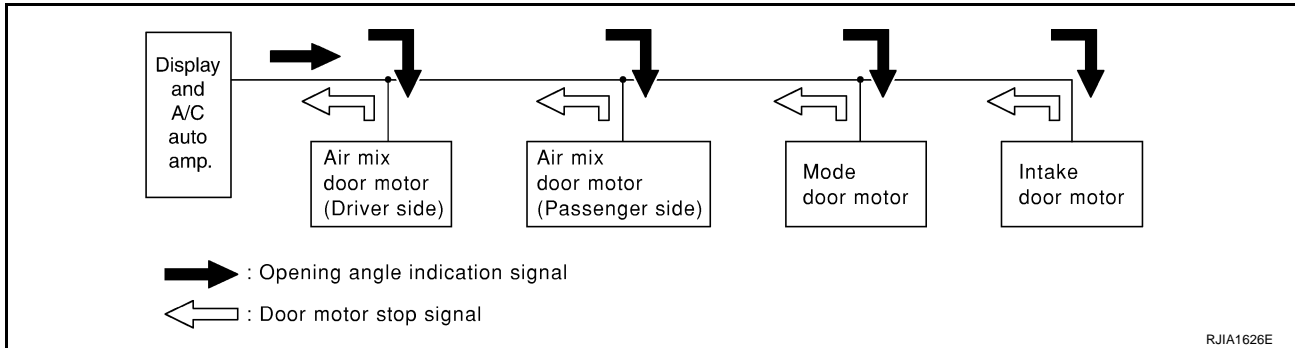 Display
and
A/C
auto
amp.
Air mix
door motor
(Driver side)
Air mix
door motor
(Passenger side)
Mode
door motor
Intake
door motor
: Opening angle indication signal
: Door motor stop signal
RJIA1626E